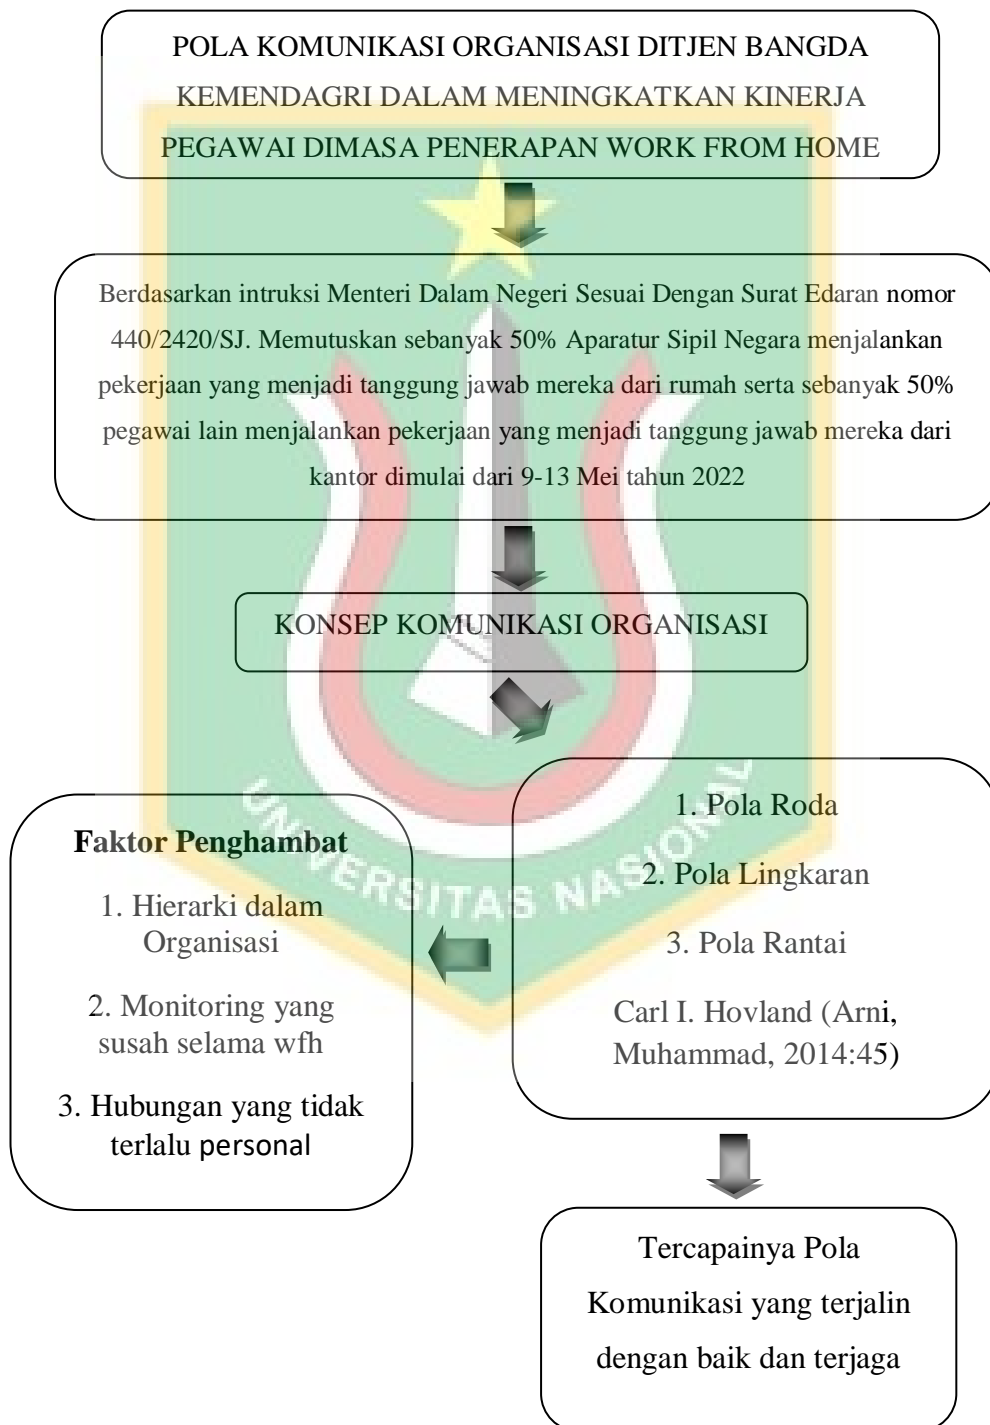 POLA KOMUNIKASI ORGANISASI DITJEN BANGDA
KEMENDAGRI DALAM MENINGKATKAN KINERJA
PEGAWAI DIMASA PENERAPAN WORK FROM HOME
Berdasarkan intruksi Menteri Dalam Negeri Sesuai Dengan Surat Edaran nomor
440/2420/SJ. Memutuskan sebanyak 50% Aparatur Sipil Negara menjalankan
pekerjaan yang menjadi tanggung jawab mereka dari rumah serta sebanyak 50%
pegawai lain menjalankan pekerjaan yang menjadi tanggung jawab mereka dari
kantor dimulai dari 9-13 Mei tahun 2022
KONSEP KOMUNIKASI ORGANISASI
1. Pola Roda
2. Pola Lingkaran
3. Pola Rantai
Carl I. Hovland (Arni,
Muhammad, 2014:45)
Faktor Penghambat
1. Hierarki dalam
Organisasi
2. Monitoring yang
susah selama wfh
3. Hubungan yang tidak
terlalu personal
Tercapainya Pola
Komunikasi yang terjalin
dengan baik dan terjaga
UNIVERSITAS NASIONAL